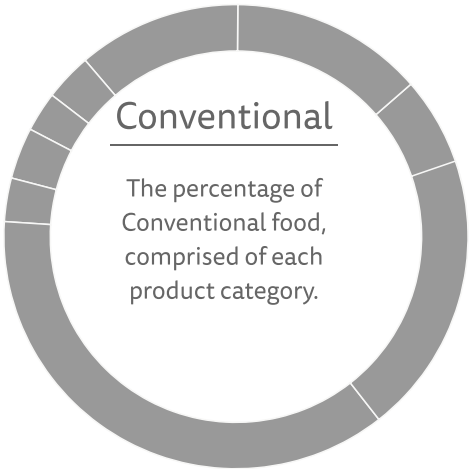 Conventional
The percentage of
Conventional food,
comprised of each
product category.